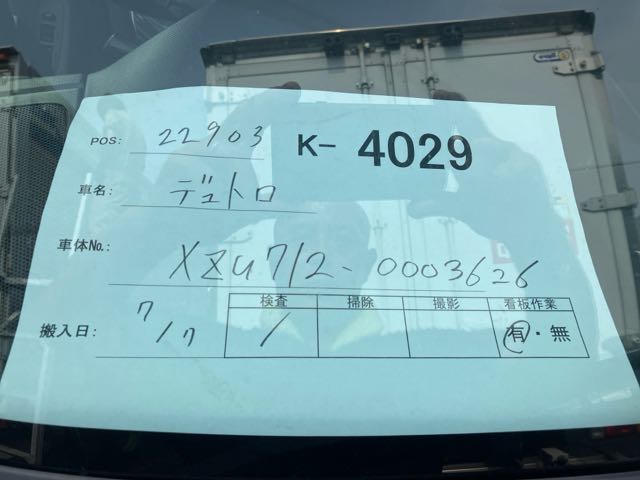 POS: 22903 K-4029
車名: デュトロ
車体No.: XZU712-0003626
搬入日: 7/7
検査 掃除 撮影 看板作業
/ 有・無